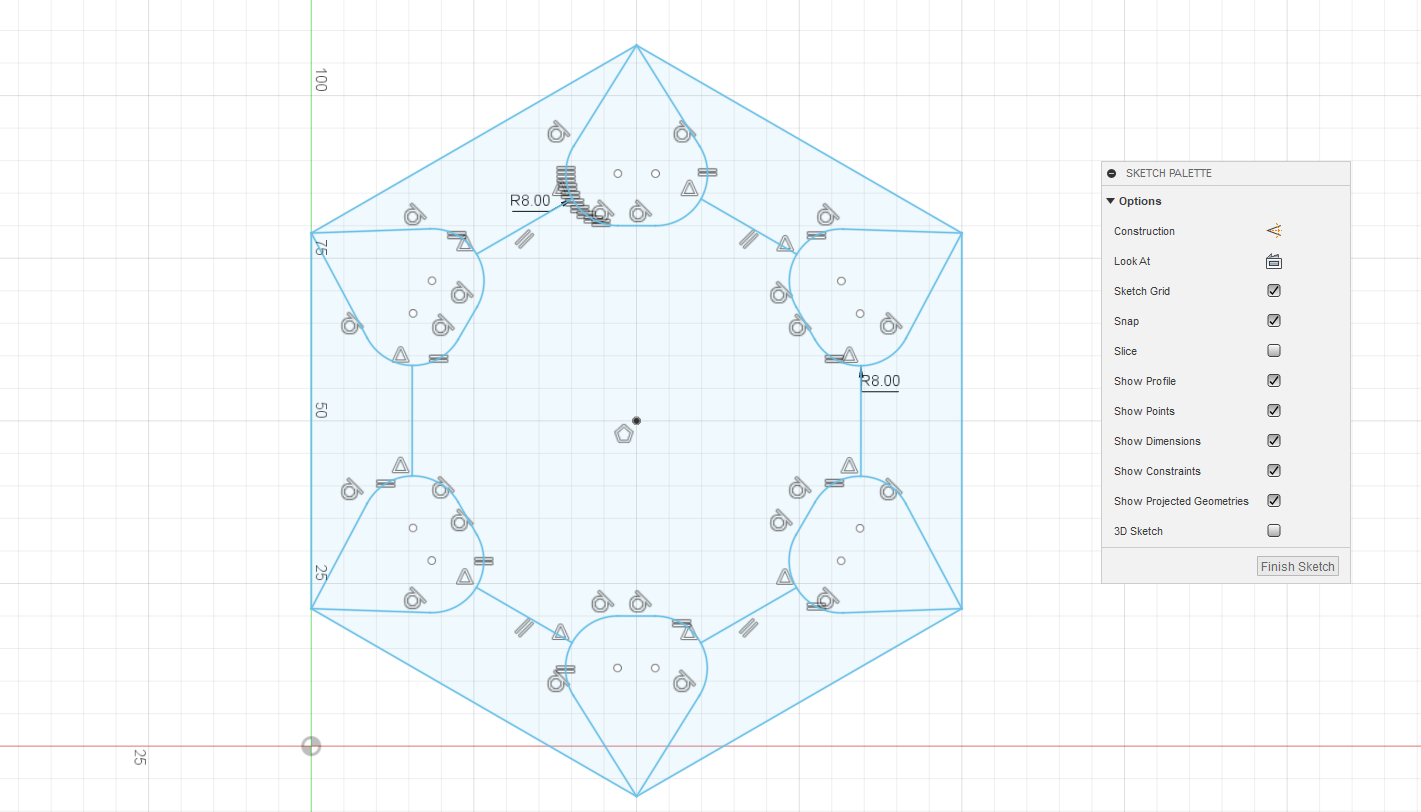 100
R8.00
75
R8.00
50
25
25
SKETCH PALETTE
Options
Construction
Look At
Sketch Grid
Snap
Slice
Show Profile
Show Points
Show Dimensions
Show Constraints
Show Projected Geometries
3D Sketch
Finish Sketch